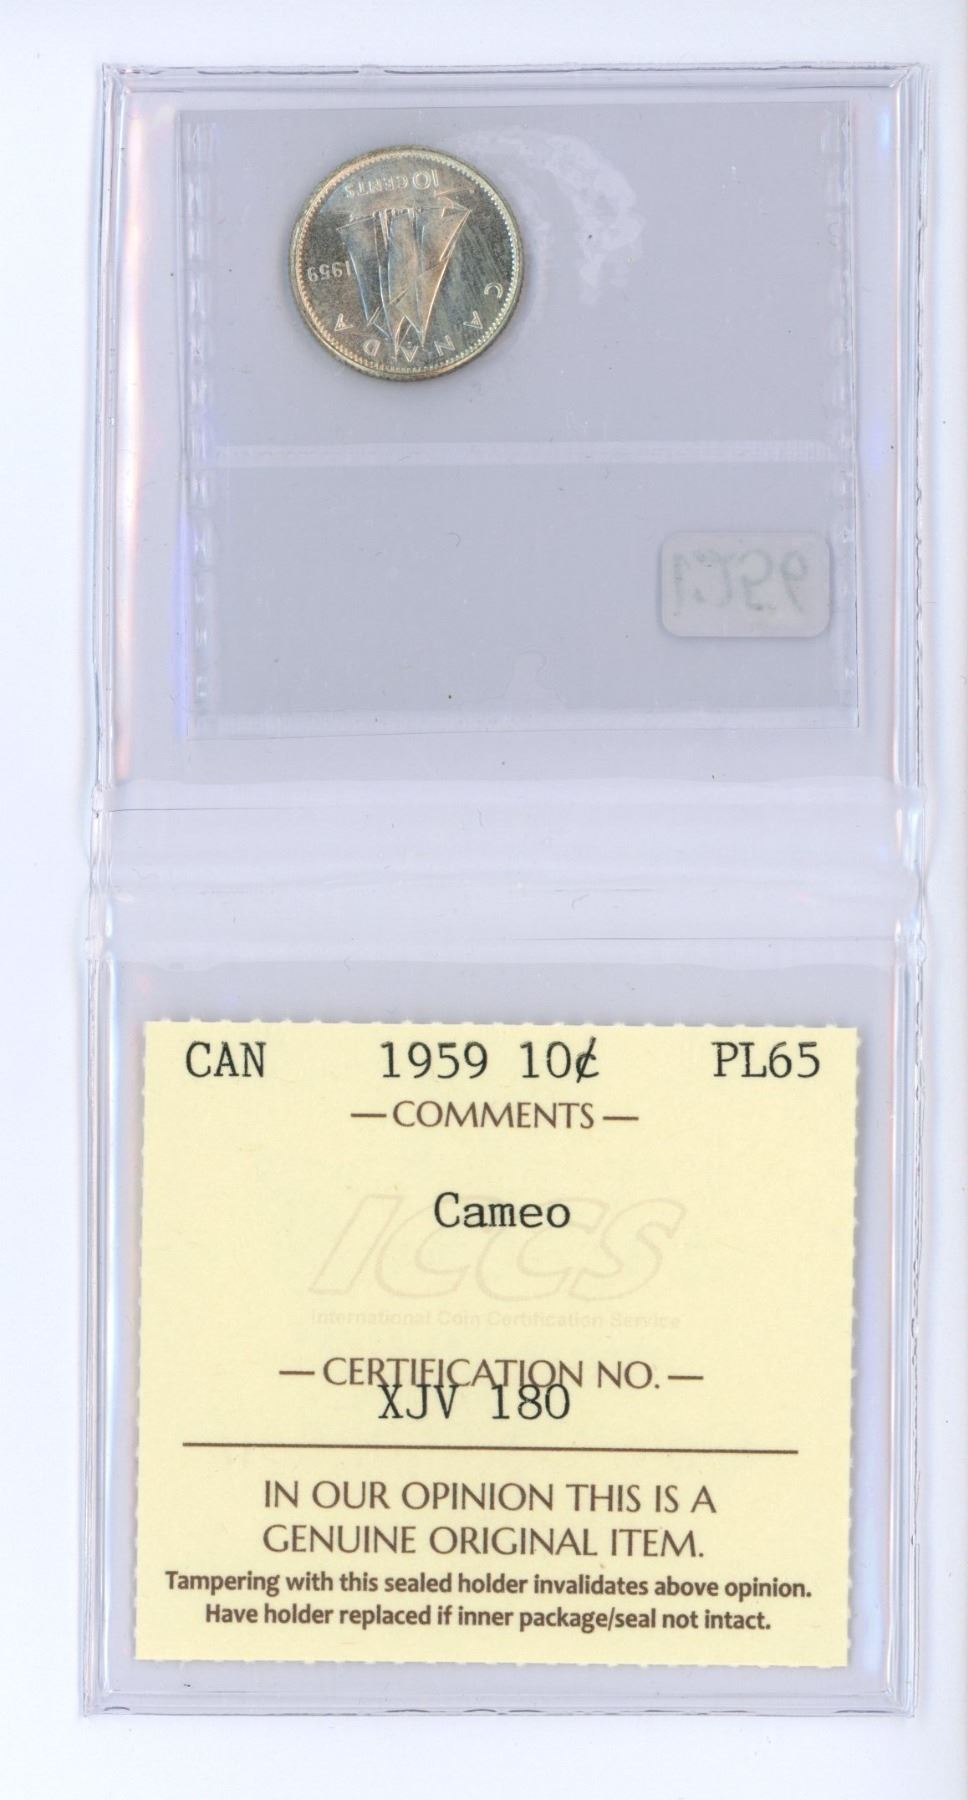 10 CENTS
1959
CANADA
CAN 1959 10¢ PL65
— COMMENTS —
Cameo
ICCS
International Coin Certification Service
— CERTIFICATION NO. —
XJV 180
IN OUR OPINION THIS IS A
GENUINE ORIGINAL ITEM.
Tampering with this sealed holder invalidates above opinion.
Have holder replaced if inner package/seal not intact.